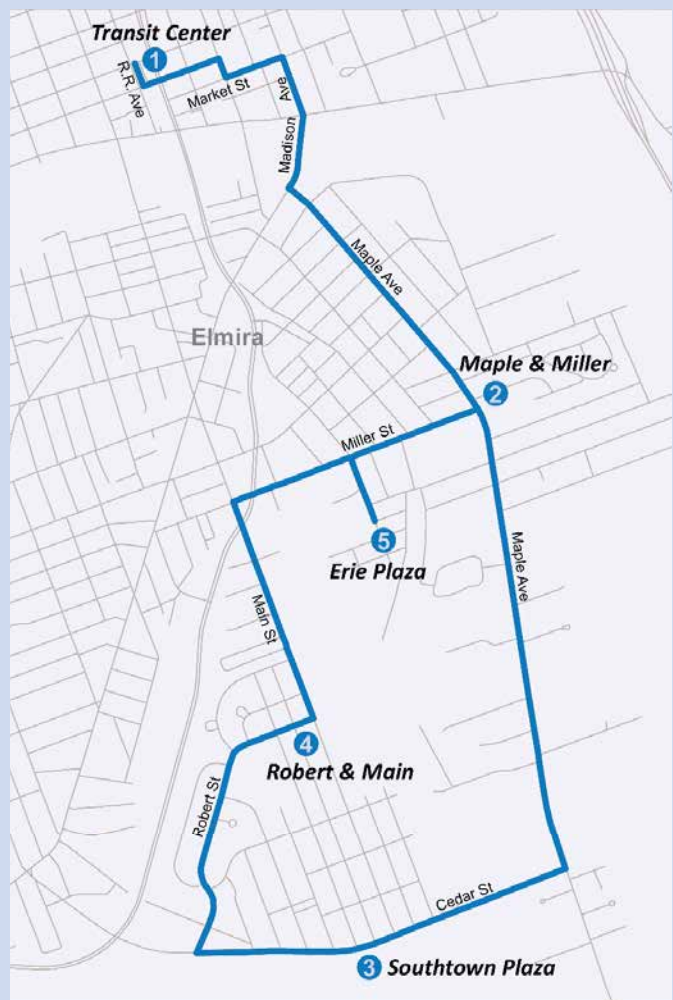 Transit Center
1
R.R. Ave
Market St
Ave
Madison
Maple Ave
Elmira
Maple & Miller
2
Miller St
5
Erie Plaza
Maple Ave
Main St
4
Robert & Main
Robert St
Cedar St
3 Southtown Plaza